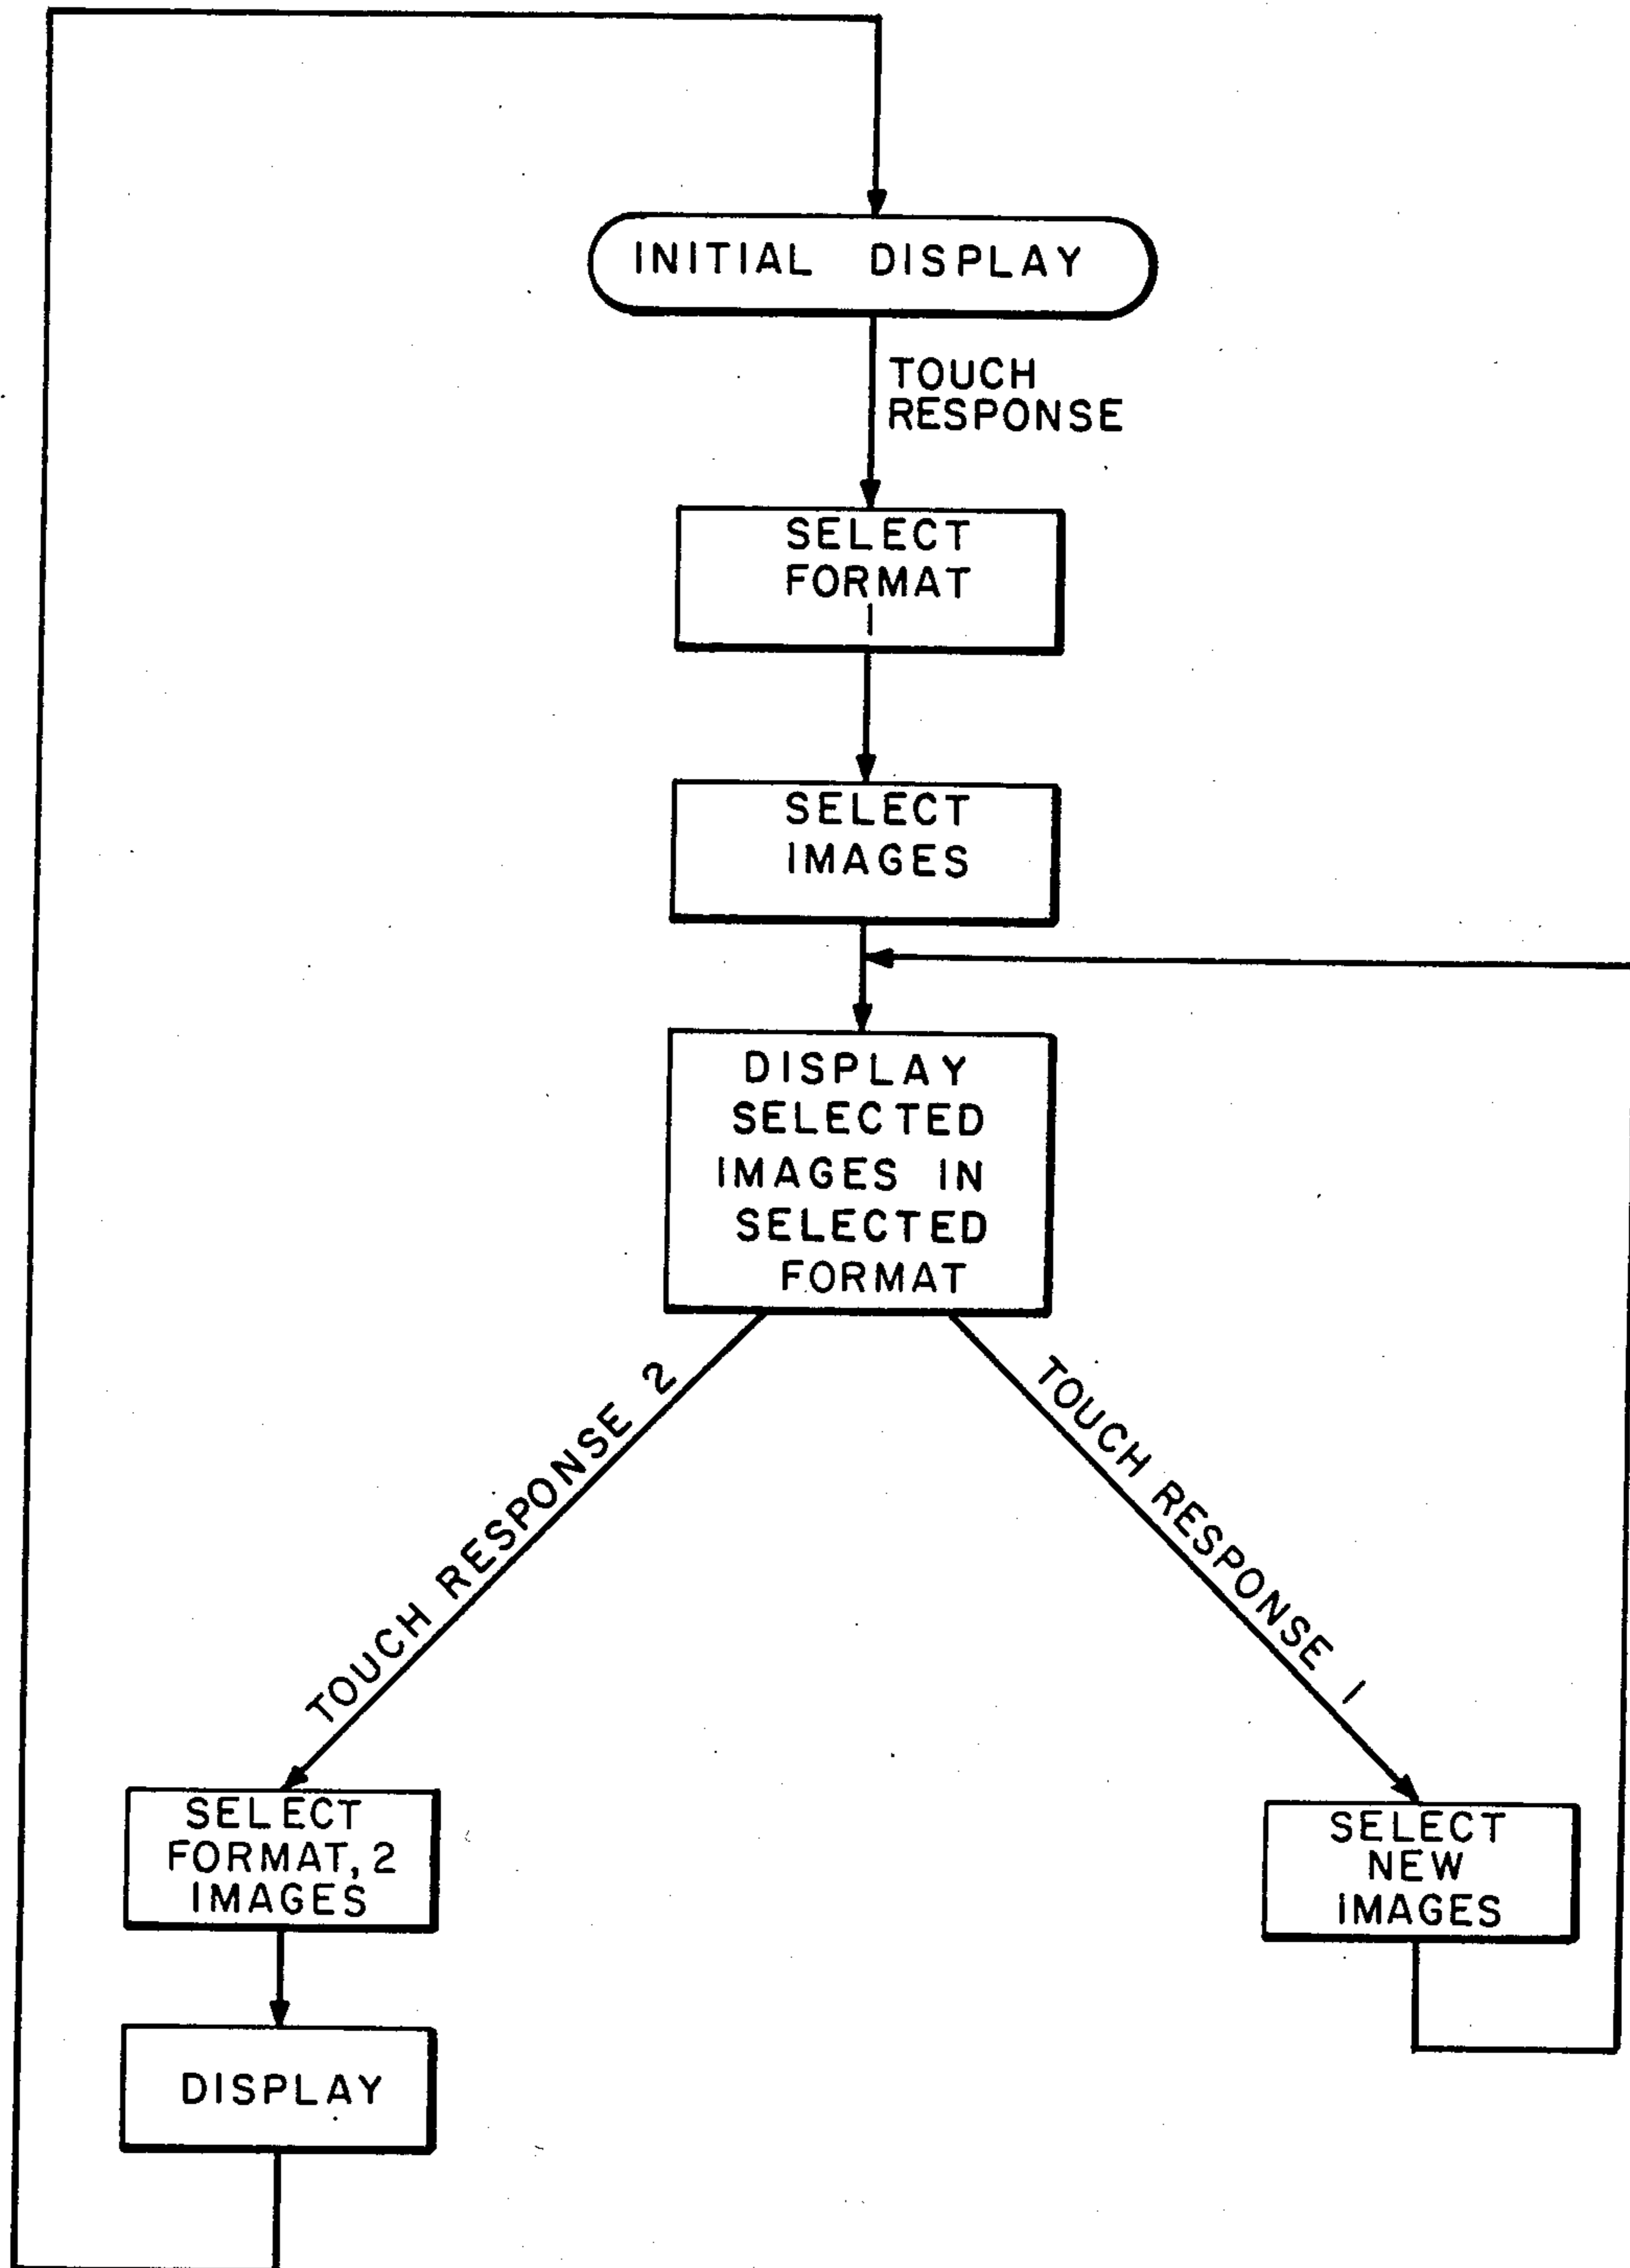 INITIAL DISPLAY
TOUCH
RESPONSE
SELECT
FORMAT
1
SELECT
IMAGES
DISPLAY
SELECTED
IMAGES IN
SELECTED
FORMAT
TOUCH RESPONSE 2
TOUCH RESPONSE 1
SELECT
FORMAT, 2
IMAGES
SELECT
NEW
IMAGES
DISPLAY